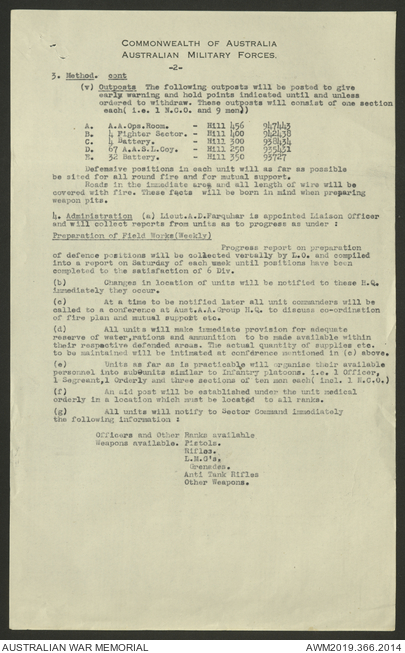 COMMONWEALTH OF AUSTRALIA
AUSTRALIAN MILITARY FORCES.
-2-
3. Method. cont
(v) Outposts The following outposts will be posted to give
early warning and hold points indicated until and unless
ordered to withdraw. These outposts will consist of one section
each( i.e. 1 N.C.O. and 9 men))
A. A.A.Ops.Room. - Hill 456 947443
B. 4 Fighter Sector. - Hill 400 942438
C. 4 Battery. - Hill 300 938434
D. 67 A.A.S.L.Coy. - Hill 250 935431
E. 32 Battery. - Hill 350 93727
Defensive positions in each unit will as far as possible
be sited for all round fire and for mutual support.
Roads in the immediate area and all length of wire will be
covered with fire. These facts will be born in mind when preparing
weapon pits.
4. Administration (a) Lieut.A.D.Farquhar is appointed Liaison Officer
and will collect reports from units as to progress as under :
Preparation of Field Works(Weekly)
Progress report on preparation
of defence positions will be collected verbally by L.O. and compiled
into a report on Saturday of each week until positions have been
completed to the satisfaction of 6 Div.
(b) Changes in location of units will be notified to these H.Q.
immediately they occur.
(c) At a time to be notified later all unit commanders will be
called to a conference at Aust.A.A.Group H.Q. to discuss co-ordination
of fire plan and mutual support etc.
(d) All units will make immediate provision for adequate
reserve of water,rations and ammunition to be made available within
their respective defended areas. The actual quantity of supplies etc.
to be maintained will be intimated at conference mentioned in (c) above.
(e) Units as far as is practicable will organise their available
personnel into subunits similar to Infantry platoons. i.e. 1 Officer,
1 Segreant,1 Orderly and three sections of ten men each( incl. 1 N.C.O.)
(f) An aid post will be established under the unit medical
orderly in a location which must be located to all ranks.
(g) All units will notify to Sector Command immediately
the following information :
Officers and Other Ranks available
Weapons available. Pistols.
Rifles.
L.M.G's.
Grenades.
Anti Tank Rifles
Other Weapons.
AUSTRALIAN WAR MEMORIAL
AWM2019.366.2014